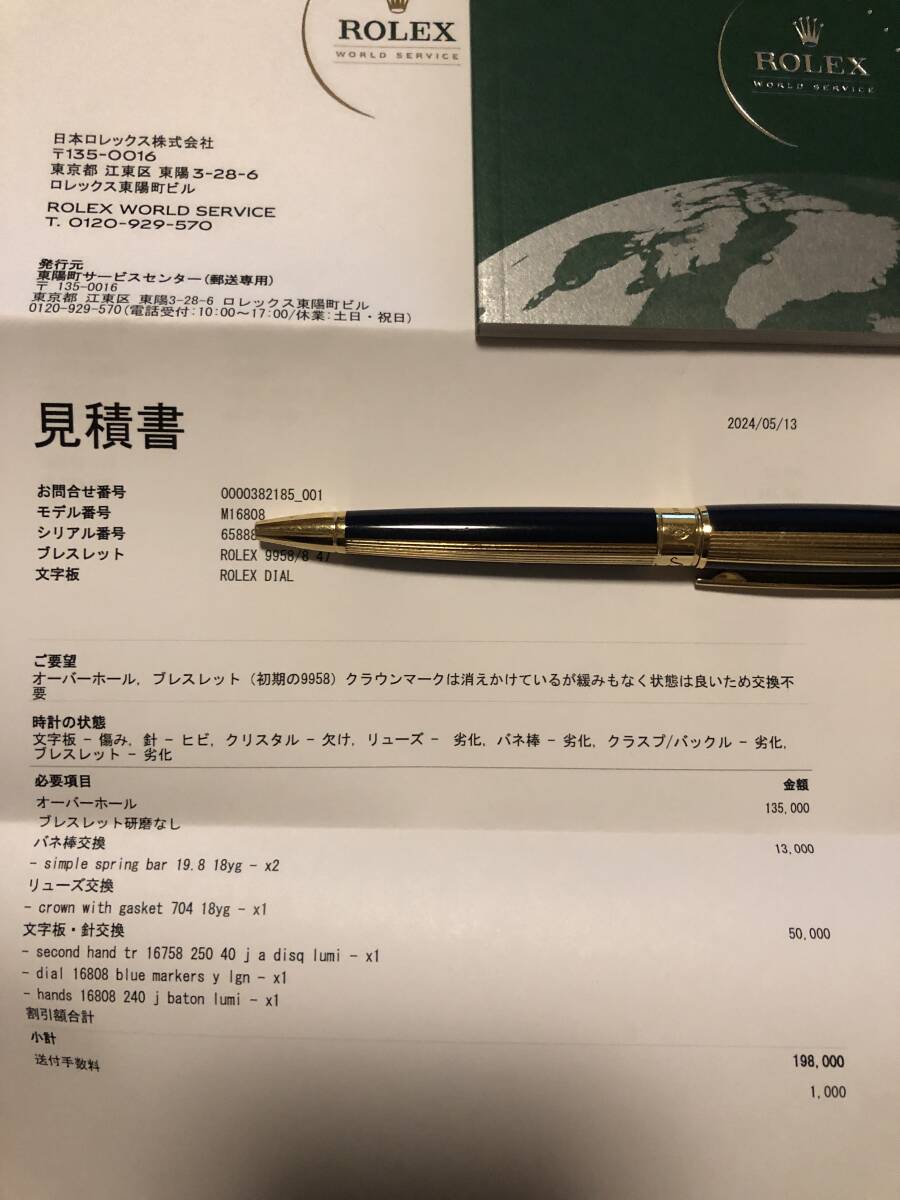 ROLEX
WORLD SERVICE
ROLEX
WORLD SERVICE
日本ロレックス株式会社
〒135-0016
東京都 江東区 東陽3-28-6
ロレックス東陽町ビル
ROLEX WORLD SERVICE
T. 0120-929-570
発行元
東陽町サービスセンター(郵送専用)
〒 135-0016
東京都 江東区 東陽3-28-6 ロレックス東陽町ビル
0120-929-570(電話受付:10:00～17:00/休業:土日・祝日)
見積書
2024/05/13
お問合せ番号 0000382185_001
モデル番号 M16808
シリアル番号 65888
ブレスレット ROLEX 9958/8 47
文字板 ROLEX DIAL
ご要望
オーバーホール, ブレスレット（初期の9958）クラウンマークは消えかけているが緩みもなく状態は良いため交換不
要
時計の状態
文字板 - 傷み, 針 - ヒビ, クリスタル - 欠け, リューズ - 劣化, バネ棒 - 劣化, クラスプ/バックル - 劣化,
ブレスレット - 劣化
必要項目 金額
オーバーホール 135,000
ブレスレット研磨なし
バネ棒交換 13,000
- simple spring bar 19.8 18yg - x2
リューズ交換
- crown with gasket 704 18yg - x1
文字板・針交換 50,000
- second hand tr 16758 250 40 j a disq lumi - x1
- dial 16808 blue markers y lgn - x1
- hands 16808 240 j baton lumi - x1
割引額合計
小計 198,000
送付手数料 1,000